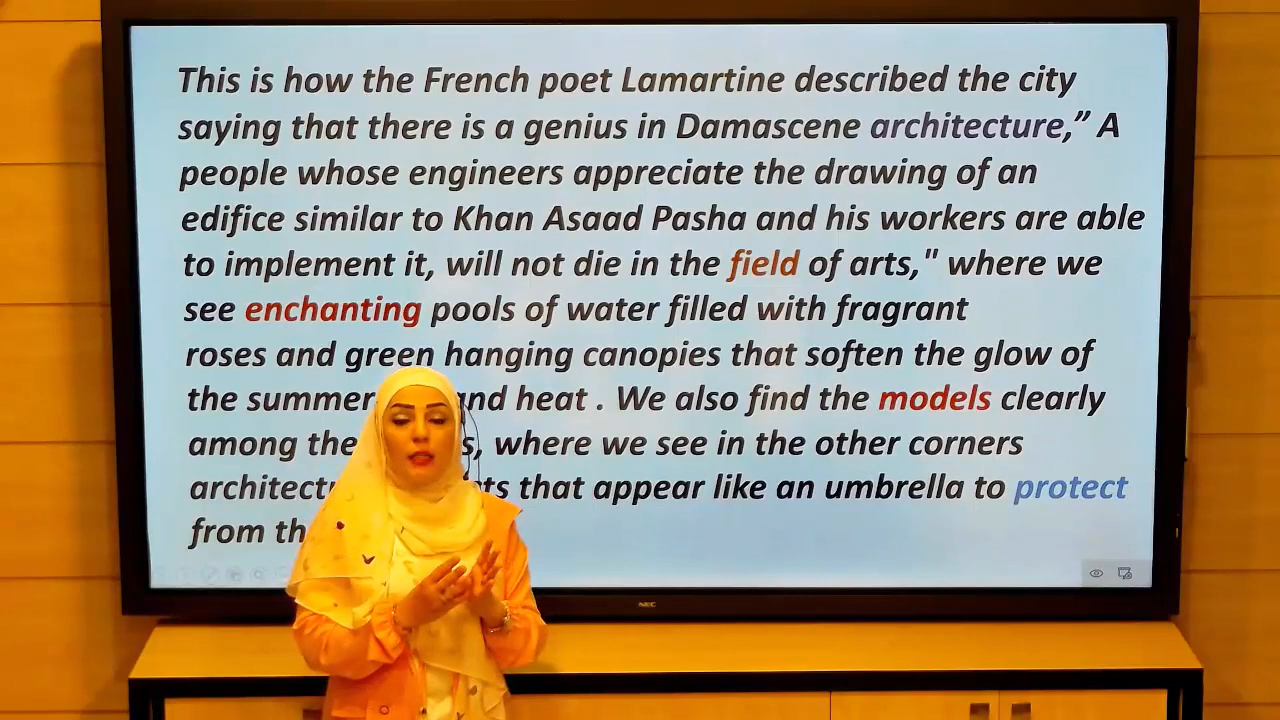 This is how the French poet Lamartine described the city
saying that there is a genius in Damascene architecture,” A
people whose engineers appreciate the drawing of an
edifice similar to Khan Asaad Pasha and his workers are able
to implement it, will not die in the field of arts," where we
see enchanting pools of water filled with fragrant
roses and green hanging canopies that soften the glow of
the summer and heat . We also find the models clearly
among the where we see in the other corners
that appear like an umbrella to protect
from
NEC